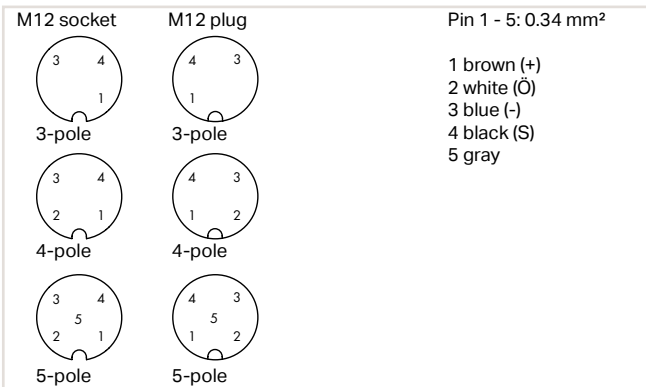 M12 socket M12 plug Pin 1 - 5: 0.34 mm²
3 4 4 3
1 1
3-pole 3-pole
1 brown (+)
2 white (Ö)
3 blue (-)
4 black (S)
5 gray
3 4 4 3
2 1 1 2
4-pole 4-pole
3 4 4 3
5 5
2 1 1 2
5-pole 5-pole